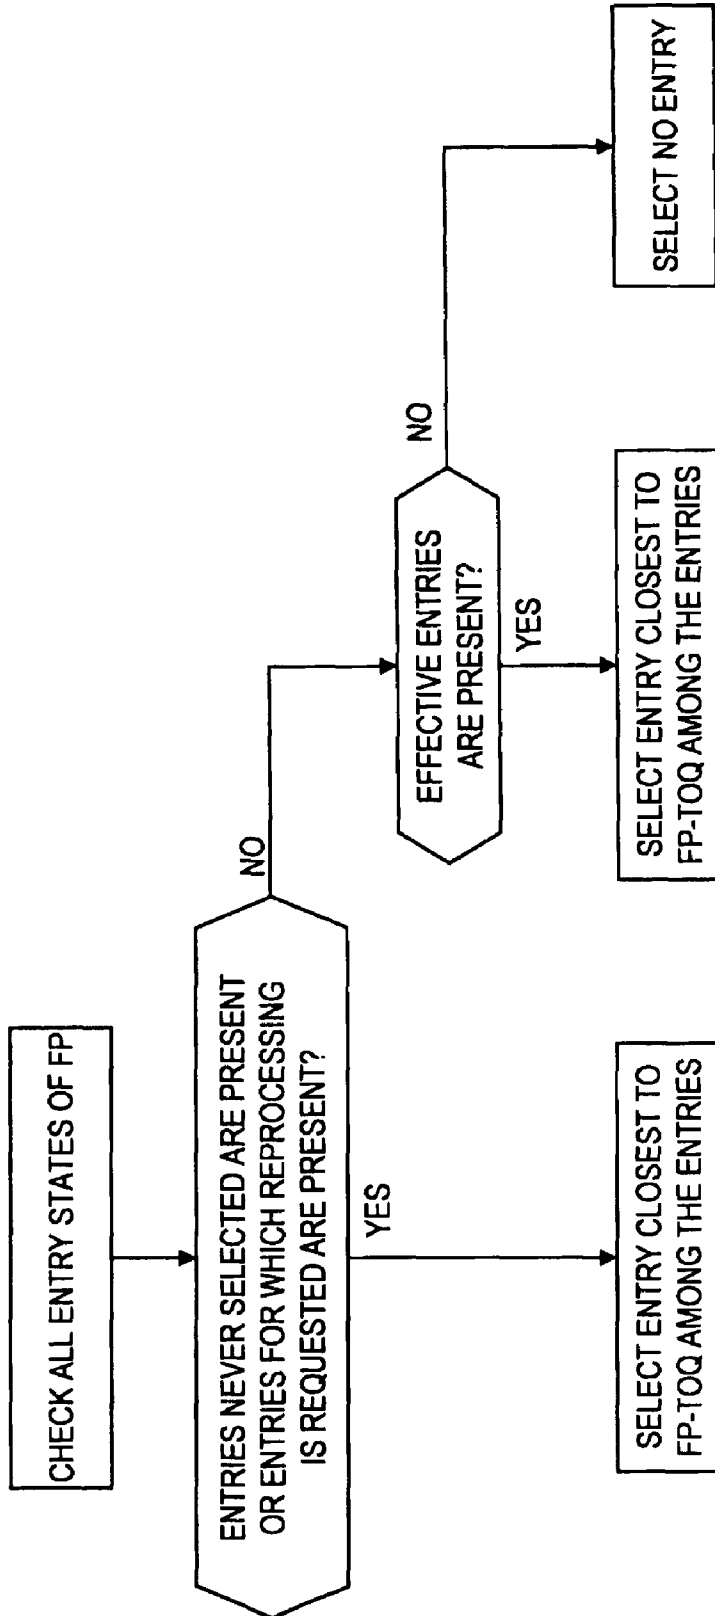 CHECK ALL ENTRY STATES OF FP
ENTRIES NEVER SELECTED ARE PRESENT
OR ENTRIES FOR WHICH REPROCESSING
IS REQUESTED ARE PRESENT?
NO
YES
EFFECTIVE ENTRIES
ARE PRESENT?
NO
YES
SELECT ENTRY CLOSEST TO
FP-TOQ AMONG THE ENTRIES
SELECT ENTRY CLOSEST TO
FP-TOQ AMONG THE ENTRIES
SELECT NO ENTRY